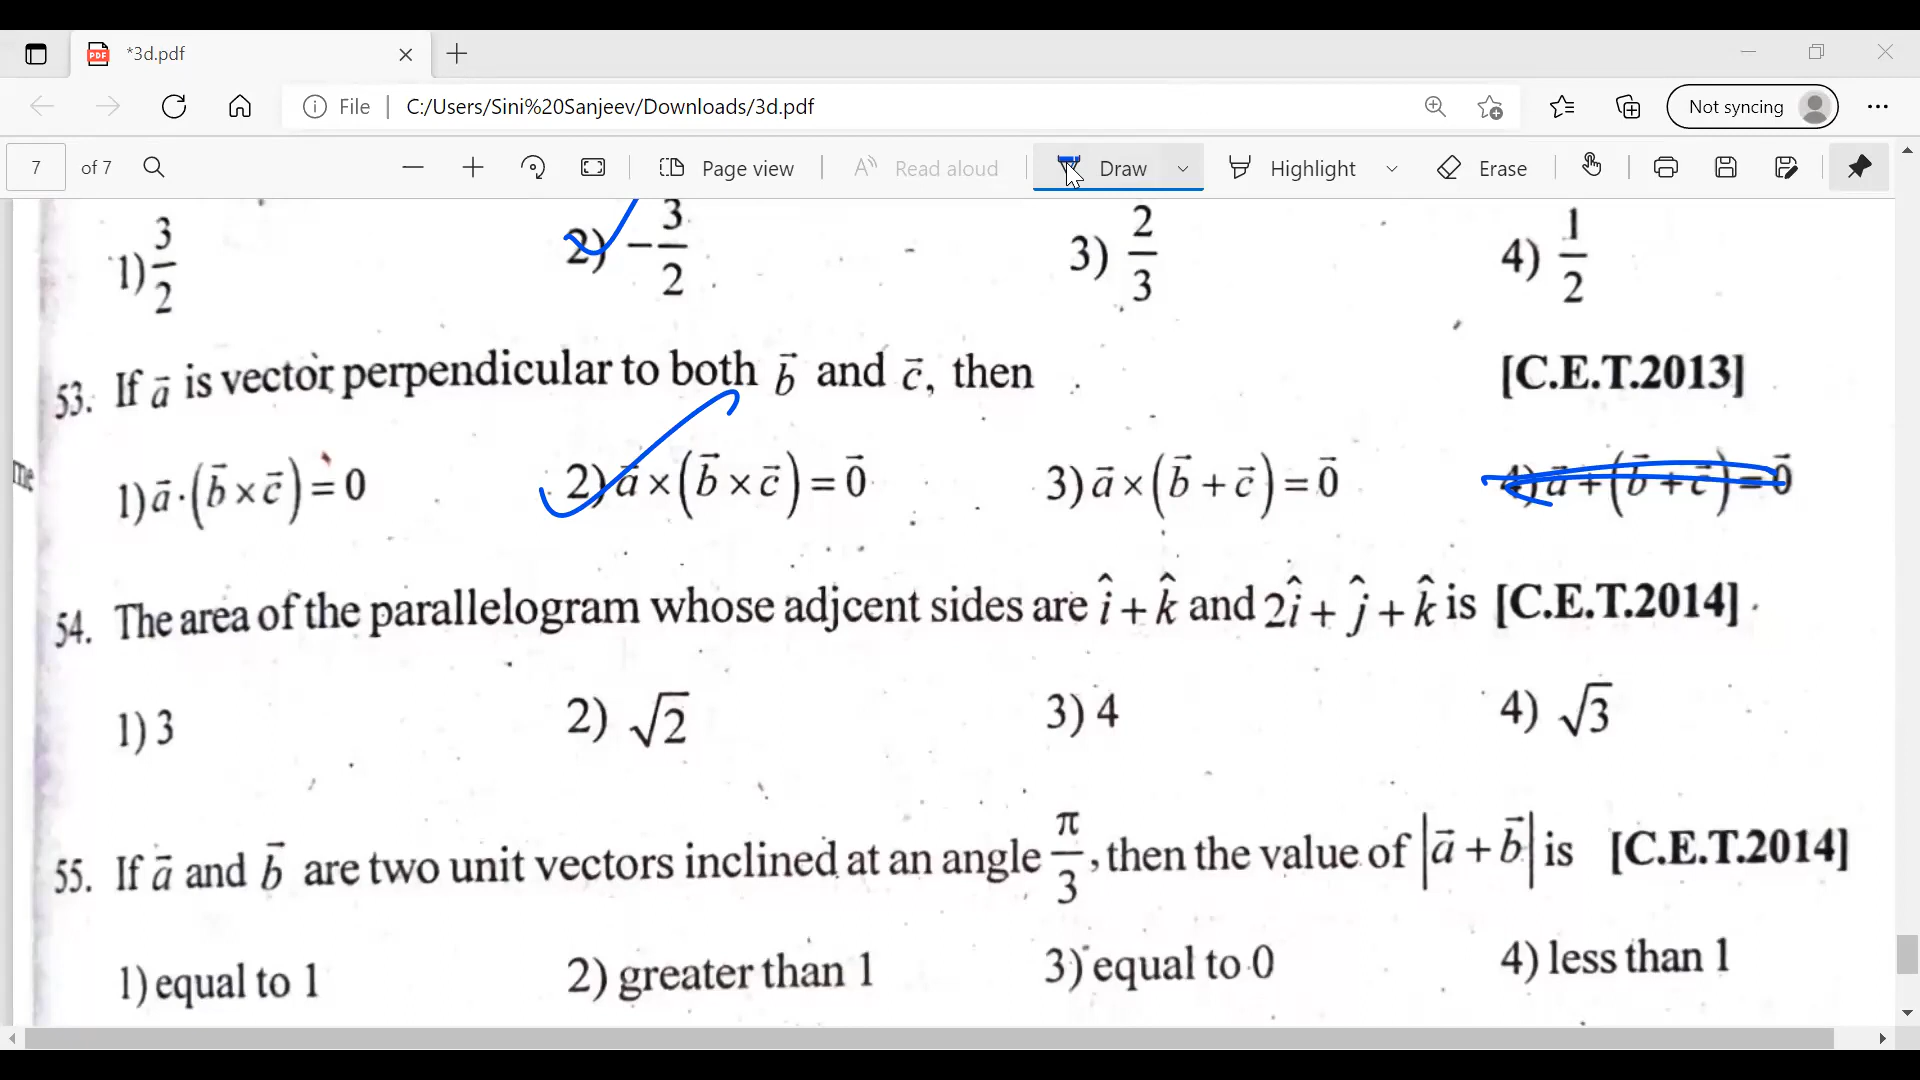 *3d.pdf
File | C:/Users/Sini%20Sanjeev/Downloads/3d.pdf Not syncing
7 of 7 Page view Read aloud Draw Highlight Erase
1) 3/2 2) -3/2 3) 2/3 4) 1/2
53. If a⃗ is vector perpendicular to both b⃗ and c⃗, then [C.E.T.2013]
1) a⃗·(b⃗×c⃗)=0 2) a⃗×(b⃗×c⃗)=0⃗ 3) a⃗×(b⃗+c⃗)=0⃗ 4) a⃗+(b⃗+c⃗)=0⃗
54. The area of the parallelogram whose adjcent sides are î+k̂ and 2î+ĵ+k̂ is [C.E.T.2014]
1) 3 2) √2 3) 4 4) √3
55. If a⃗ and b⃗ are two unit vectors inclined at an angle π/3, then the value of |a⃗+b⃗| is [C.E.T.2014]
1) equal to 1 2) greater than 1 3) equal to 0 4) less than 1